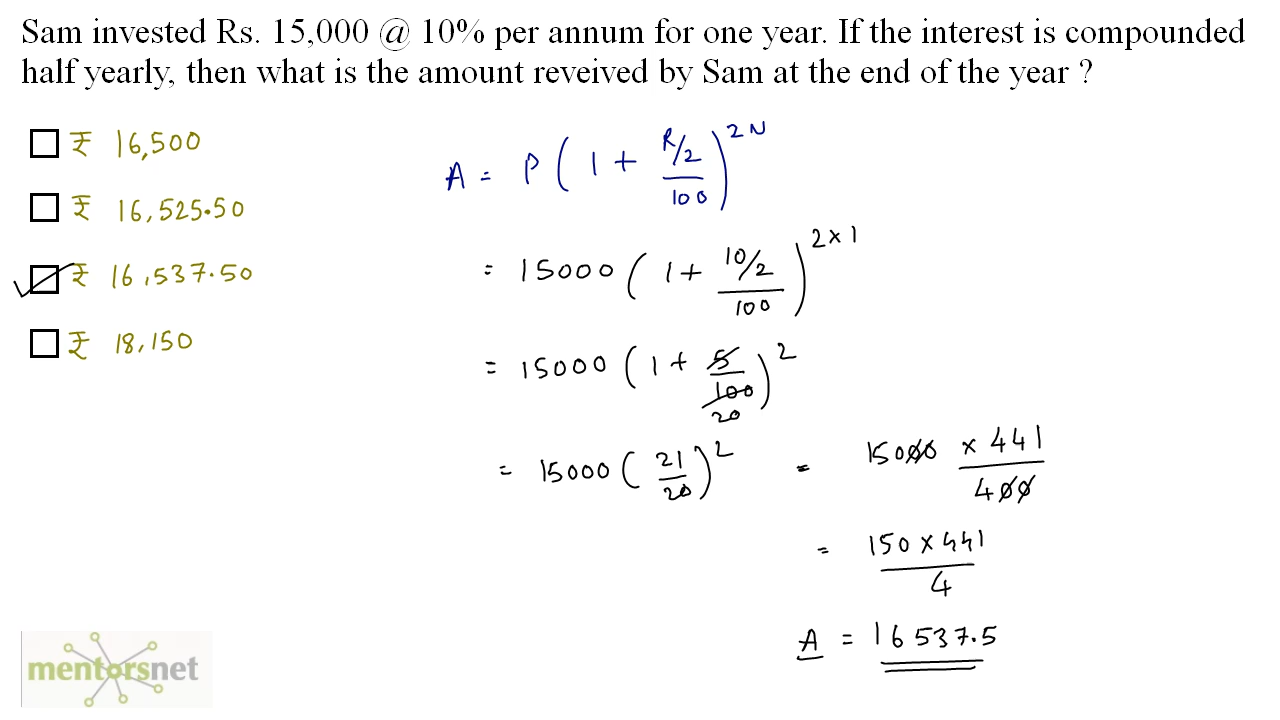 Sam invested Rs. 15,000 @ 10% per annum for one year. If the interest is compounded
half yearly, then what is the amount reveived by Sam at the end of the year ?
₹ 16,500
₹ 16,525.50
₹ 16,537.50
₹ 18,150
A = P ( 1 + R/2 / 100 )^2N
= 15000 ( 1 + 10/2 / 100 )^2×1
= 15000 ( 1 + 5/100 )^2
20
= 15000 ( 21/20 )^2 = 15000 × 441 / 400
= 150 × 441 / 4
A = 16537.5
mentorsnet